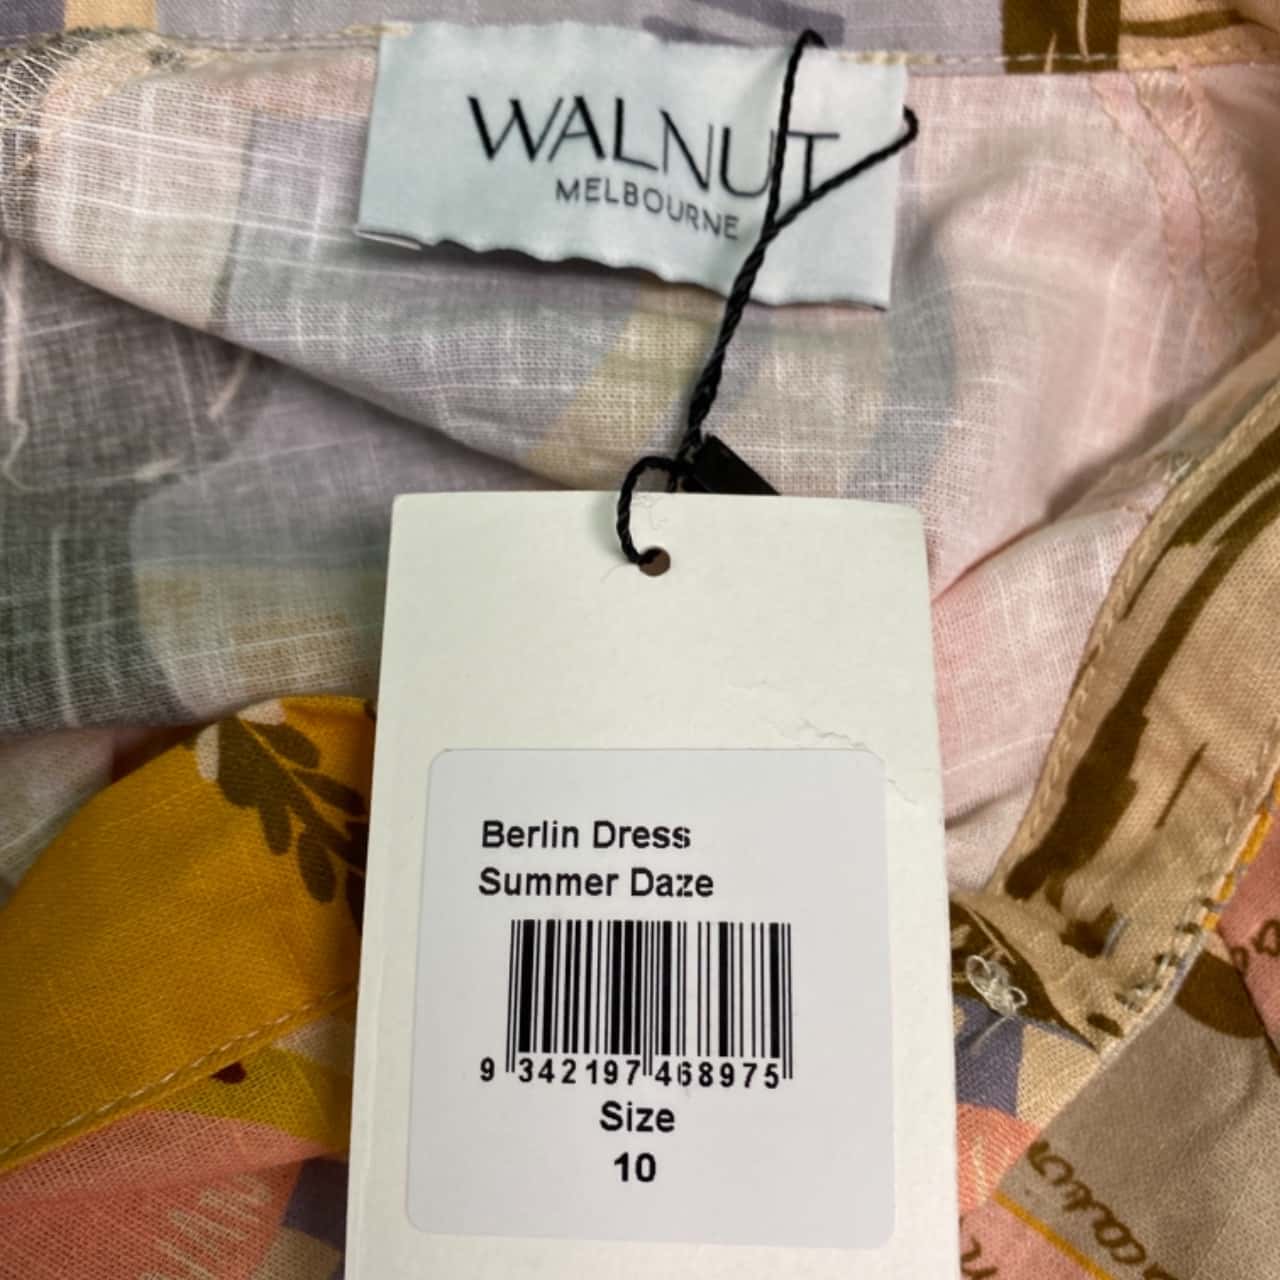 WALNUT
MELBOURNE
Berlin Dress
Summer Daze
9 342197 468975
Size
10